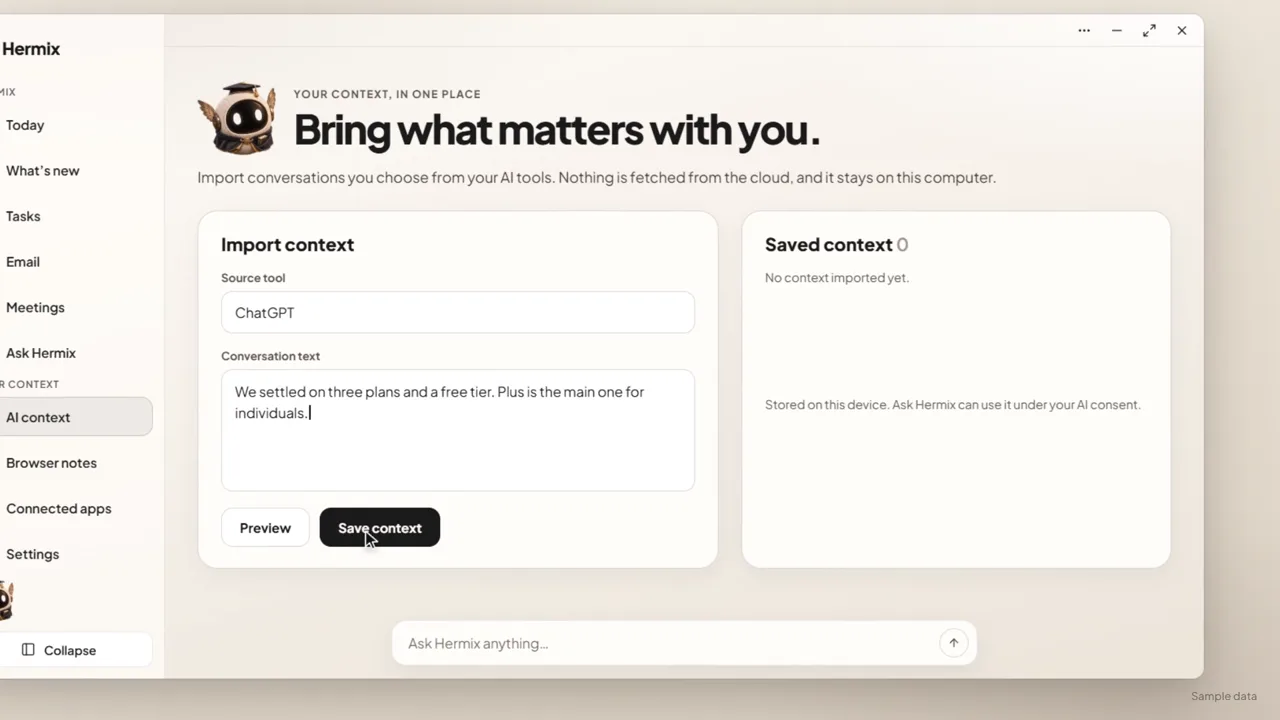 Hermix
MIX
Today
What's new
Tasks
Email
Meetings
Ask Hermix
R CONTEXT
AI context
Browser notes
Connected apps
Settings
Collapse
YOUR CONTEXT, IN ONE PLACE
Bring what matters with you.
Import conversations you choose from your AI tools. Nothing is fetched from the cloud, and it stays on this computer.
Import context
Source tool
ChatGPT
Conversation text
We settled on three plans and a free tier. Plus is the main one for
individuals.
Preview
Save context
Saved context 0
No context imported yet.
Stored on this device. Ask Hermix can use it under your AI consent.
Ask Hermix anything…
Sample data